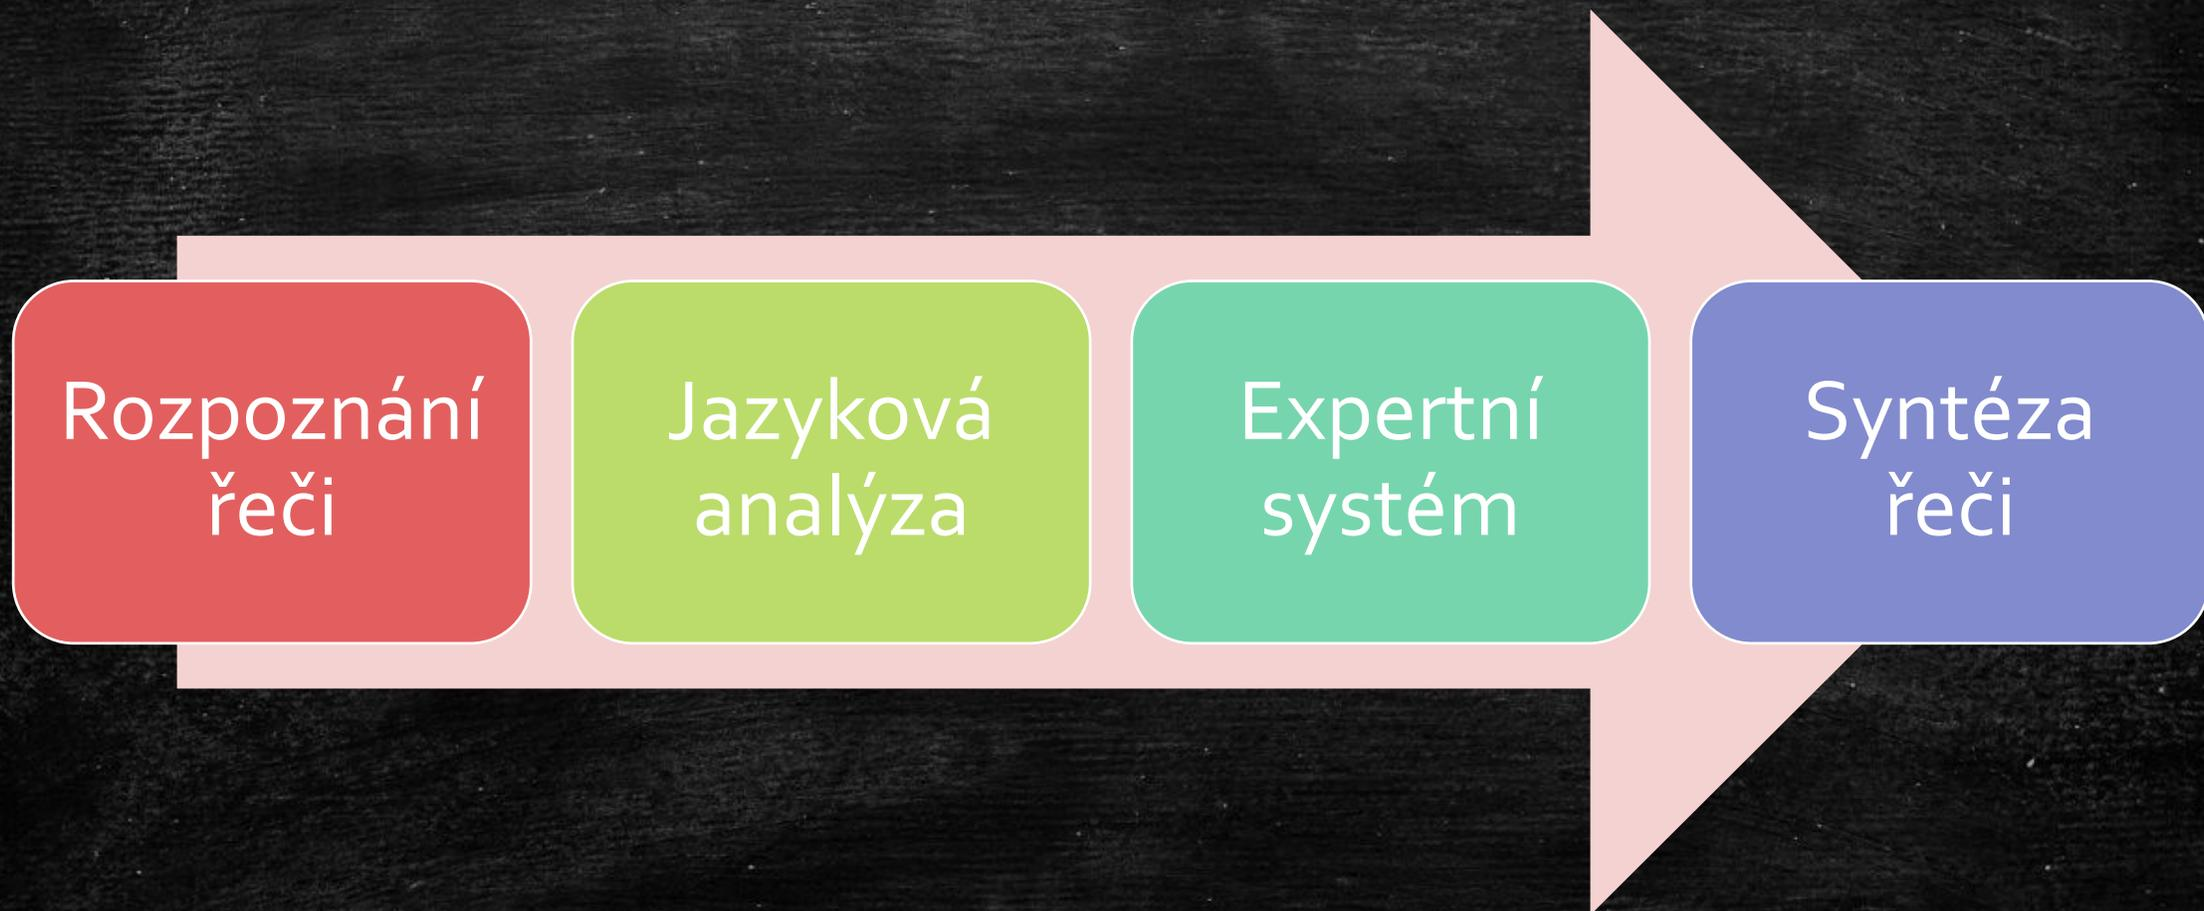 Rozpoznání
řeči
Jazyková
analýza
Expertní
systém
Syntéza
řeči